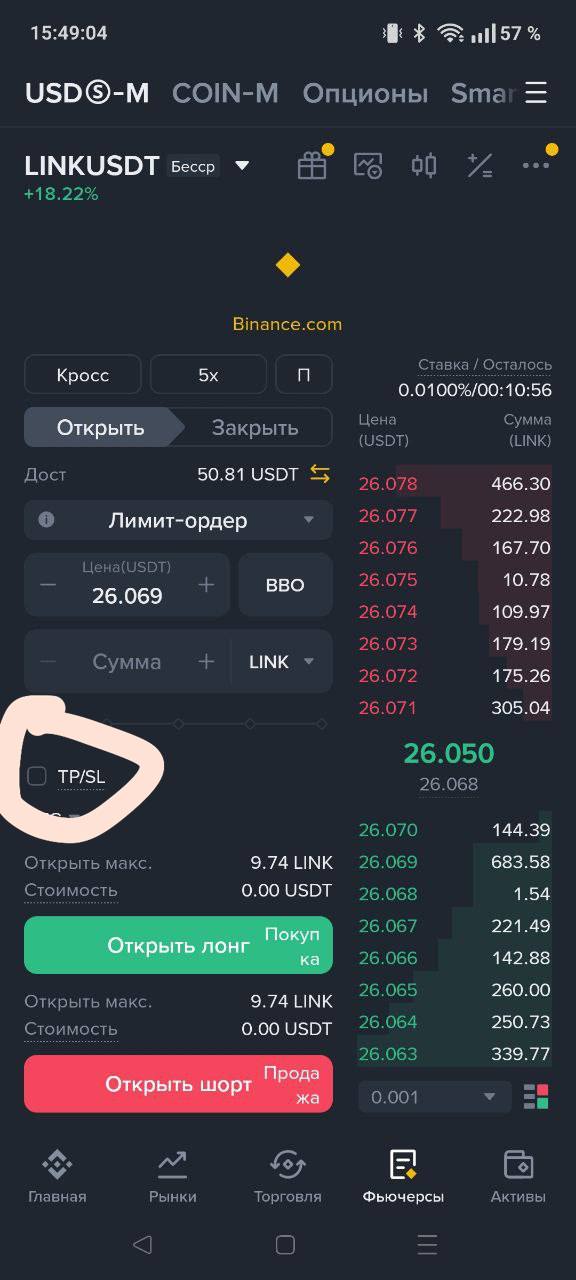 15:49:04
57 %
USDⓈ-M COIN-M Опционы Smar
LINKUSDT Бесср
+18.22%
Binance.com
Кросс 5x П
Ставка / Осталось
0.0100%/00:10:56
Открыть Закрыть
Цена Сумма
(USDT) (LINK)
Дост 50.81 USDT
Лимит-ордер
Цена(USDT)
26.069
BBO
Сумма LINK
26.078 466.30
26.077 222.98
26.076 167.70
26.075 10.78
26.074 109.97
26.073 179.19
26.072 175.26
26.071 305.04
26.050
26.068
TP/SL
26.070 144.39
26.069 683.58
26.068 1.54
26.067 221.49
26.066 142.88
26.065 260.00
26.064 250.73
26.063 339.77
0.001
Открыть макс. 9.74 LINK
Стоимость 0.00 USDT
Открыть лонг Покуп
ка
Открыть макс. 9.74 LINK
Стоимость 0.00 USDT
Открыть шорт Прода
жа
Главная Рынки Торговля Фьючерсы Активы